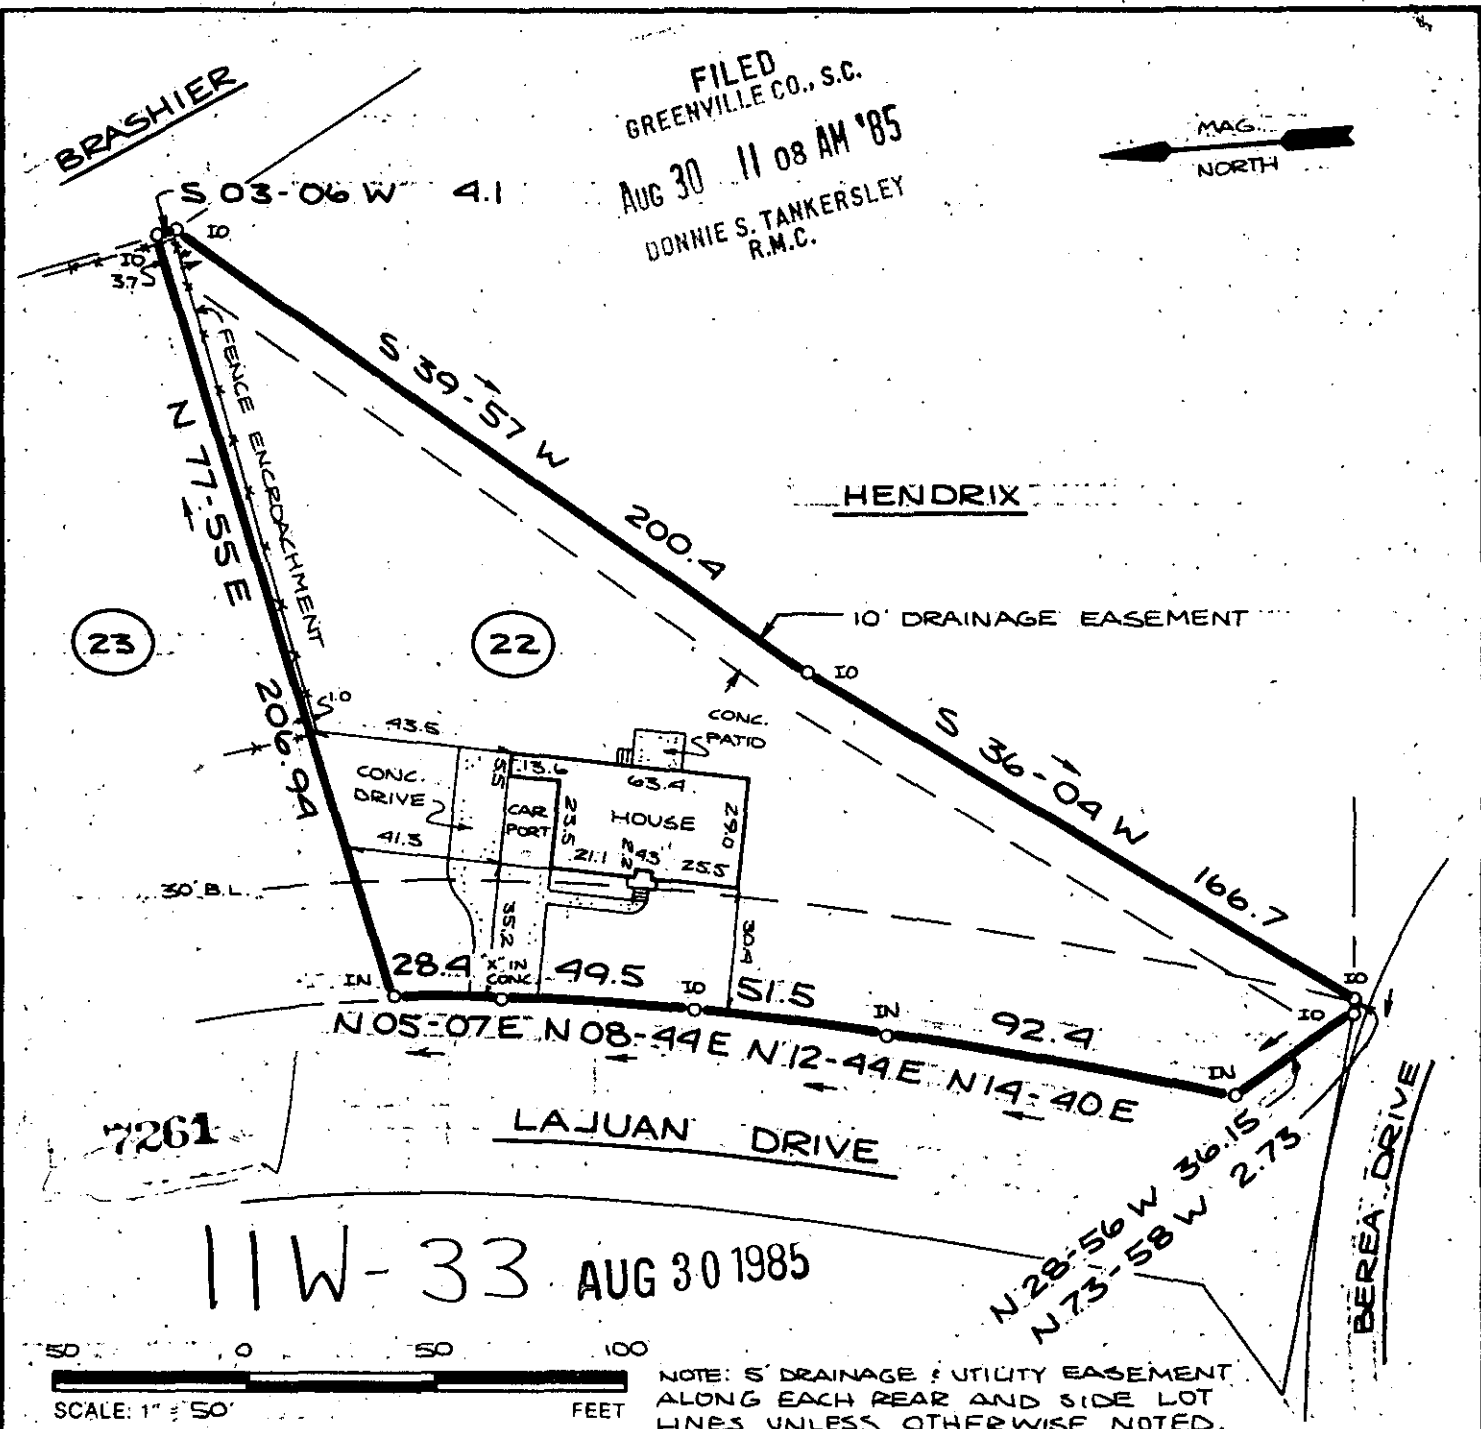 BRASHIER
FILED
GREENVILLE CO., S.C.
AUG 30 11 08 AM '85
DONNIE S. TANKERSLEY
R.M.C.
MAG.
NORTH
S 03-06 W 4.1
IO
IO
3.7
FENCE ENCROACHMENT
S 39-57 W
200.4
N 77-55 E
206.94
HENDRIX
10' DRAINAGE EASEMENT
23
22
IO
1.0
43.5
CONC.
PATIO
S 36-04 W
166.7
CONC.
DRIVE
5.5
13.6
63.4
CAR
PORT
23.5
HOUSE
29.0
41.3
21.1
2.2
4.3
25.5
30' B.L.
35.2
30.4
IN
28.4
"X" IN
CONC.
49.5
IO
51.5
IN
92.4
IN
IO
IO
N 05-07 E
N 08-44 E
N 12-44 E
N 14-40 E
7261
LAJUAN DRIVE
N 28-56 W 36.15
N 73-58 W 2.73
BEREA DRIVE
11W-33
AUG 30 1985
50 0 50 100
SCALE: 1" = 50' FEET
NOTE: 5' DRAINAGE & UTILITY EASEMENT
ALONG EACH REAR AND SIDE LOT
LINES UNLESS OTHERWISE NOTED.